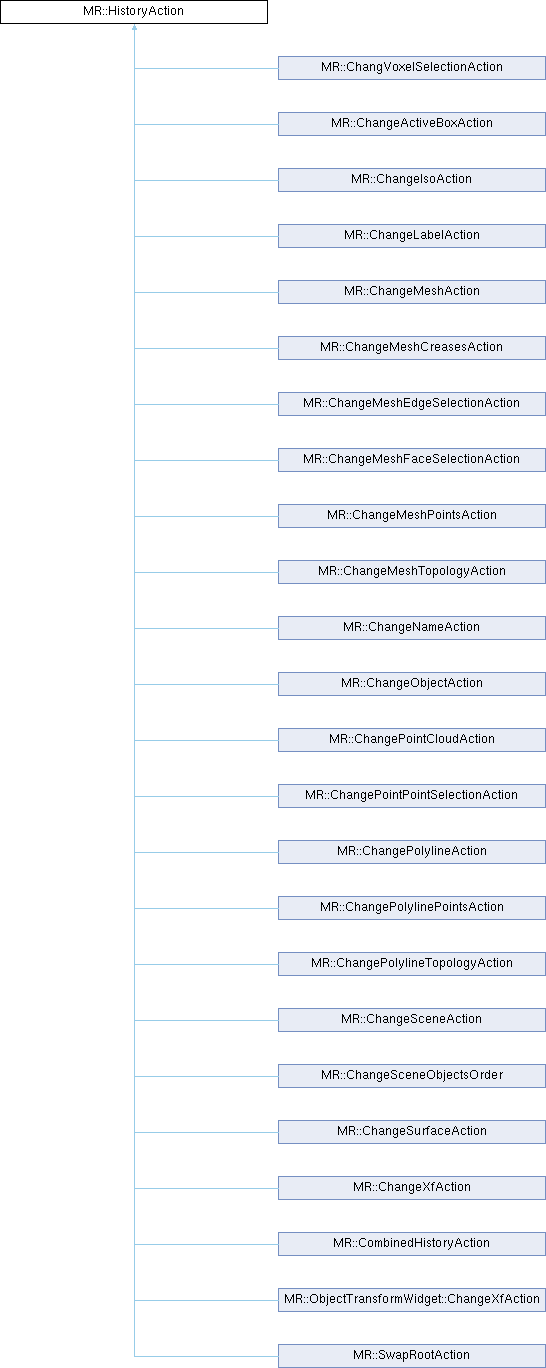 MR::HistoryAction
MR::ChangVoxelSelectionAction
MR::ChangeActiveBoxAction
MR::ChangeIsoAction
MR::ChangeLabelAction
MR::ChangeMeshAction
MR::ChangeMeshCreasesAction
MR::ChangeMeshEdgeSelectionAction
MR::ChangeMeshFaceSelectionAction
MR::ChangeMeshPointsAction
MR::ChangeMeshTopologyAction
MR::ChangeNameAction
MR::ChangeObjectAction
MR::ChangePointCloudAction
MR::ChangePointPointSelectionAction
MR::ChangePolylineAction
MR::ChangePolylinePointsAction
MR::ChangePolylineTopologyAction
MR::ChangeSceneAction
MR::ChangeSceneObjectsOrder
MR::ChangeSurfaceAction
MR::ChangeXfAction
MR::CombinedHistoryAction
MR::ObjectTransformWidget::ChangeXfAction
MR::SwapRootAction